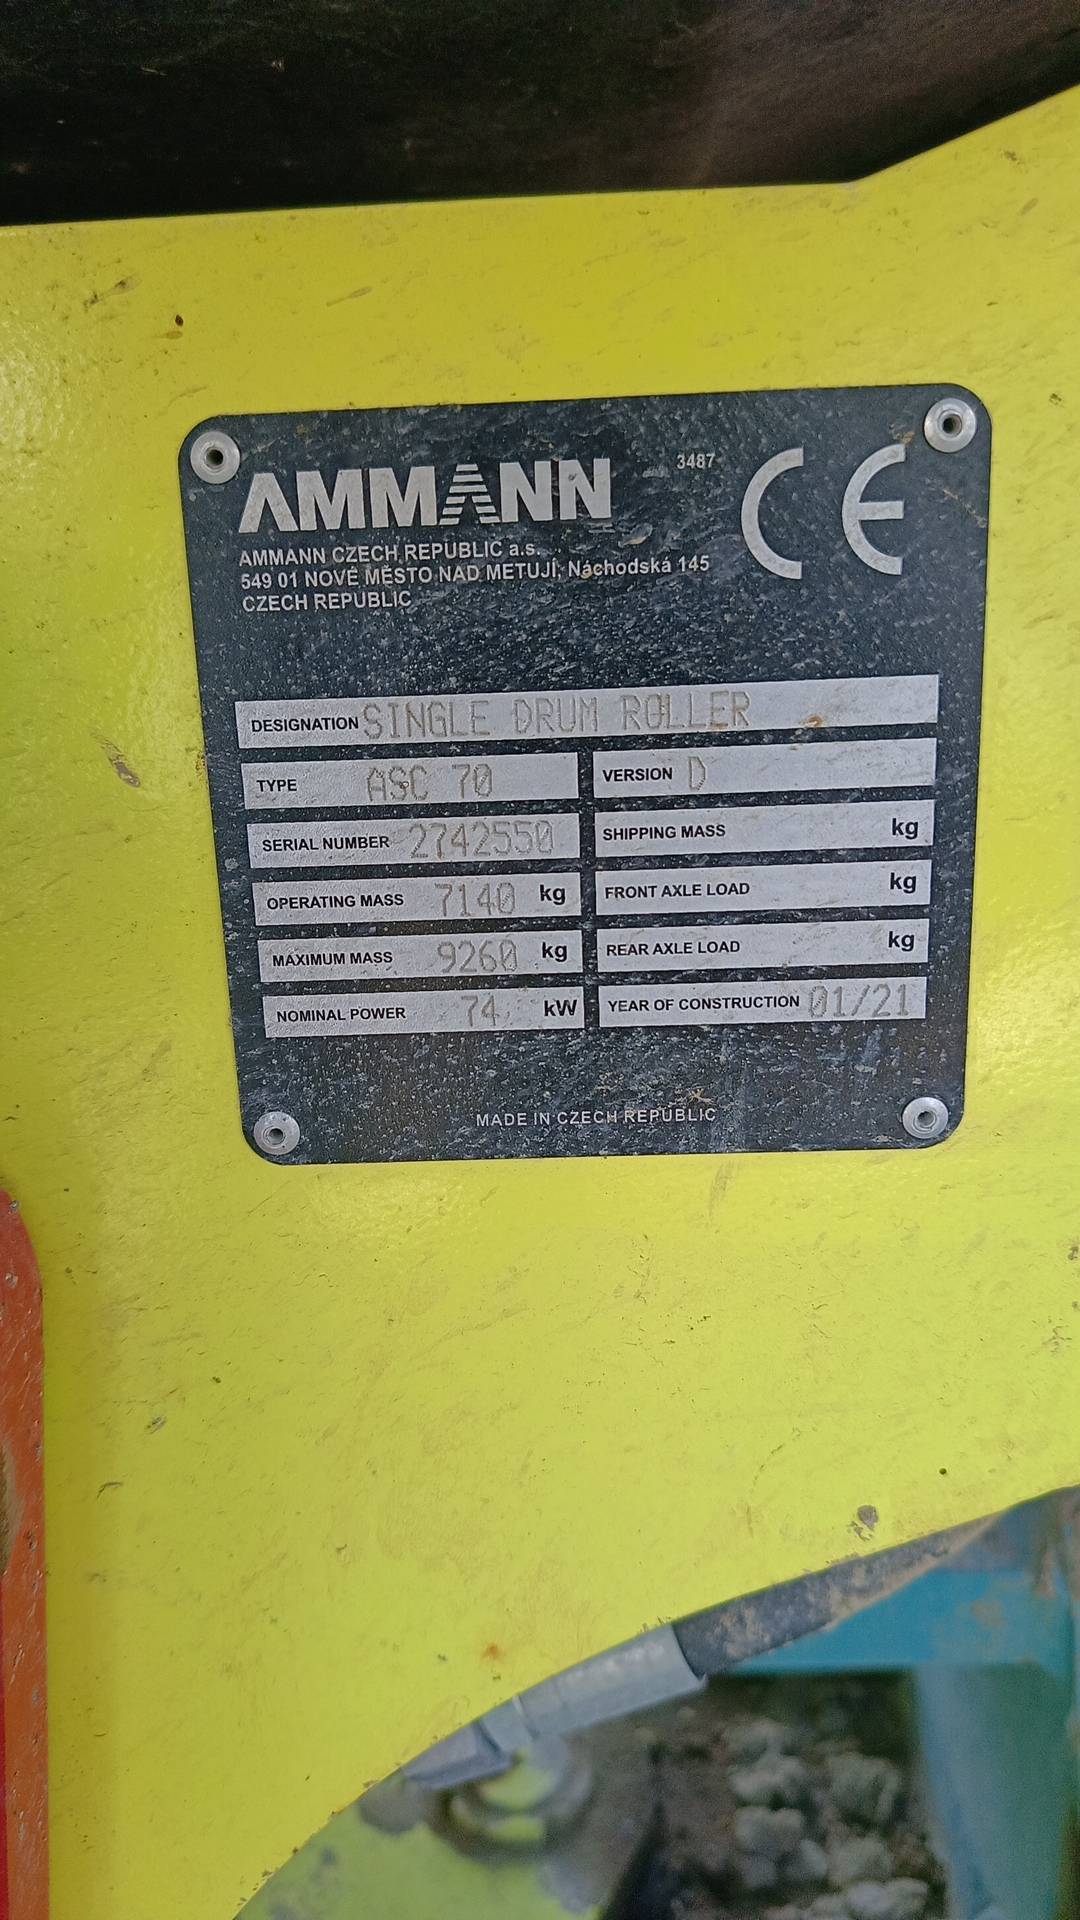 AMMANN
3487
CE
AMMANN CZECH REPUBLIC a.s.
549 01 NOVÉ MĚSTO NAD METUJÍ, Náchodská 145
CZECH REPUBLIC
DESIGNATION SINGLE DRUM ROLLER
TYPE ASC 70 VERSION D
SERIAL NUMBER 2742550 SHIPPING MASS kg
OPERATING MASS 7140 kg FRONT AXLE LOAD kg
MAXIMUM MASS 9260 kg REAR AXLE LOAD kg
NOMINAL POWER 74 kW YEAR OF CONSTRUCTION 01/21
MADE IN CZECH REPUBLIC